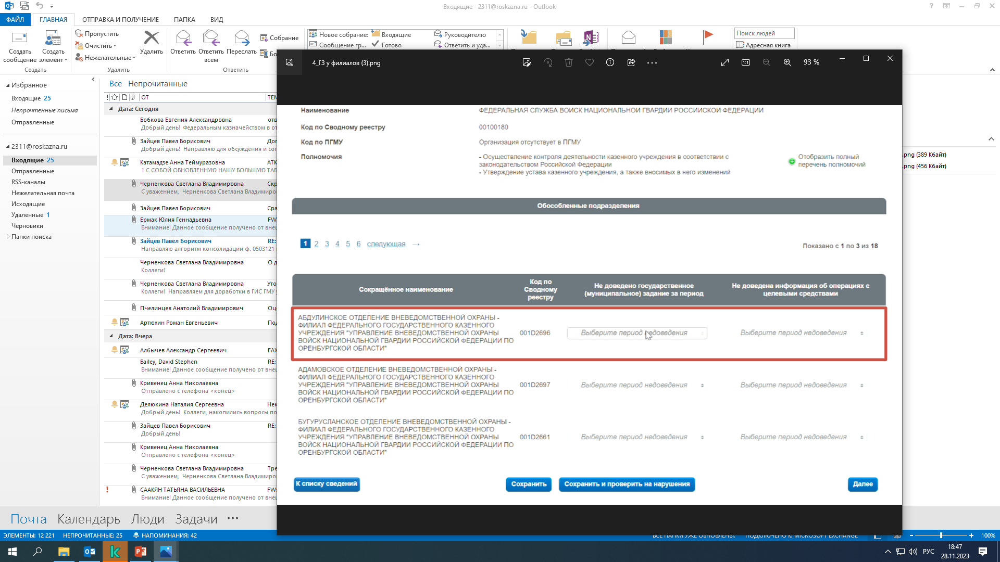 Входящие - 2311@roskazna.ru - Outlook
ФАЙЛ ГЛАВНАЯ ОТПРАВКА И ПОЛУЧЕНИЕ ПАПКА ВИД
Создать сообщение
Создать элемент
Создать
Пропустить
Очистить
Нежелательные
Удалить
Удалить
Ответить
Ответить всем
Переслать
Собрание
Ответить
Новое собрание:
Сообщение гр...
Входящие
Готово
Руководителю
Ответить и уда...
Поиск людей
Адресная книга
Избранное
Входящие 25
Непрочтенные письма
Отправленные
2311@roskazna.ru
Входящие 25
Отправленные
RSS-каналы
Нежелательная почта
Исходящие
Удаленные 1
Черновики
Папки поиска
Все Непрочитанные
ОТ
Дата: Сегодня
Бобкова Евгения Александровна отв
Добрый день! Федеральным казначейством в от
Зайцев Павел Борисович Дог
Добрый день! Направляю для обсуждения и сог
Катамадзе Анна Теймуразовна АТК
1 С СОБОЙ ОБНОВЛЕННУЮ НАШУ БОЛЬШУЮ ТАБ
Черненкова Светлана Владимировна Скр
С уважением, Черненкова Светлана Владимиро
Зайцев Павел Борисович Сра
Ермак Юлия Геннадьевна FW:
Внимание! Данное сообщение получено от внеш
Зайцев Павел Борисович RE:
Направляю алгоритм консолидации ф. 0503121
Черненкова Светлана Владимировна О д
Коллеги!
Черненкова Светлана Владимировна Уто
Коллеги! Направляем для доработки в ГИС ГМУ
Пчелинцев Анатолий Владимирович Оце
Артюхин Роман Евгеньевич Под
Дата: Вчера
Албычев Александр Сергеевич FAX
Bailey, David Stephen RE:
Внимание! Данное сообщение получено от внеш
Кривенец Анна Николаевна
Отправлено с телефона <конец>
Делюкина Наталия Сергеевна Нек
Добрый день! Коллеги, накопились вопросы по
Зайцев Павел Борисович RE:
Добрый день!
Кривенец Анна Николаевна
Отправлено с телефона <конец>
Черненкова Светлана Владимировна Тре
С уважением, Черненкова Светлана Владимиро
СААКЯН ТАТЬЯНА ВАСИЛЬЕВНА FW:
Внимание! Данное сообщение получено от внеш
4_ГЗ у филиалов (3).png
93 %
Наименование ФЕДЕРАЛЬНАЯ СЛУЖБА ВОЙСК НАЦИОНАЛЬНОЙ ГВАРДИИ РОССИЙСКОЙ ФЕДЕРАЦИИ
Код по Сводному реестру 00100180
Код по ПГМУ Организация отсутствует в ПГМУ
Полномочия - Осуществление контроля деятельности казенного учреждения в соответствии с
законодательством Российской Федерации
- Утверждение устава казенного учреждения, а также вносимых в него изменений
Отобразить полный
перечень полномочий
Обособленные подразделения
1 2 3 4 5 6 следующая →
Показано с 1 по 3 из 18
Сокращённое наименование
Код по
Сводному
реестру
Не доведено государственное
(муниципальное) задание за период
Не доведена информация об операциях с
целевыми средствами
АБДУЛИНСКОЕ ОТДЕЛЕНИЕ ВНЕВЕДОМСТВЕННОЙ ОХРАНЫ -
ФИЛИАЛ ФЕДЕРАЛЬНОГО ГОСУДАРСТВЕННОГО КАЗЕННОГО
УЧРЕЖДЕНИЯ "УПРАВЛЕНИЕ ВНЕВЕДОМСТВЕННОЙ ОХРАНЫ
ВОЙСК НАЦИОНАЛЬНОЙ ГВАРДИИ РОССИЙСКОЙ ФЕДЕРАЦИИ ПО
ОРЕНБУРГСКОЙ ОБЛАСТИ"
001D2696
Выберите период недоведения
Выберите период недоведения
АДАМОВСКОЕ ОТДЕЛЕНИЕ ВНЕВЕДОМСТВЕННОЙ ОХРАНЫ -
ФИЛИАЛ ФЕДЕРАЛЬНОГО ГОСУДАРСТВЕННОГО КАЗЕННОГО
УЧРЕЖДЕНИЯ "УПРАВЛЕНИЕ ВНЕВЕДОМСТВЕННОЙ ОХРАНЫ
ВОЙСК НАЦИОНАЛЬНОЙ ГВАРДИИ РОССИЙСКОЙ ФЕДЕРАЦИИ ПО
ОРЕНБУРГСКОЙ ОБЛАСТИ"
001D2697
Выберите период недоведения
Выберите период недоведения
БУГУРУСЛАНСКОЕ ОТДЕЛЕНИЕ ВНЕВЕДОМСТВЕННОЙ ОХРАНЫ -
ФИЛИАЛ ФЕДЕРАЛЬНОГО ГОСУДАРСТВЕННОГО КАЗЕННОГО
УЧРЕЖДЕНИЯ "УПРАВЛЕНИЕ ВНЕВЕДОМСТВЕННОЙ ОХРАНЫ
ВОЙСК НАЦИОНАЛЬНОЙ ГВАРДИИ РОССИЙСКОЙ ФЕДЕРАЦИИ ПО
ОРЕНБУРГСКОЙ ОБЛАСТИ"
001D2661
Выберите период недоведения
Выберите период недоведения
К списку сведений
Сохранить
Сохранить и проверить на нарушения
Далее
.png (389 Кбайт)
.png (456 Кбайт)
Почта Календарь Люди Задачи ...
ЭЛЕМЕНТЫ: 12 221 НЕПРОЧИТАННЫЕ: 25 НАПОМИНАНИЯ: 42
ВСЕ ПАПКИ УЖЕ ОБНОВЛЕНЫ. ПОДКЛЮЧЕНО К: MICROSOFT EXCHANGE
100%
РУС
18:47
28.11.2023